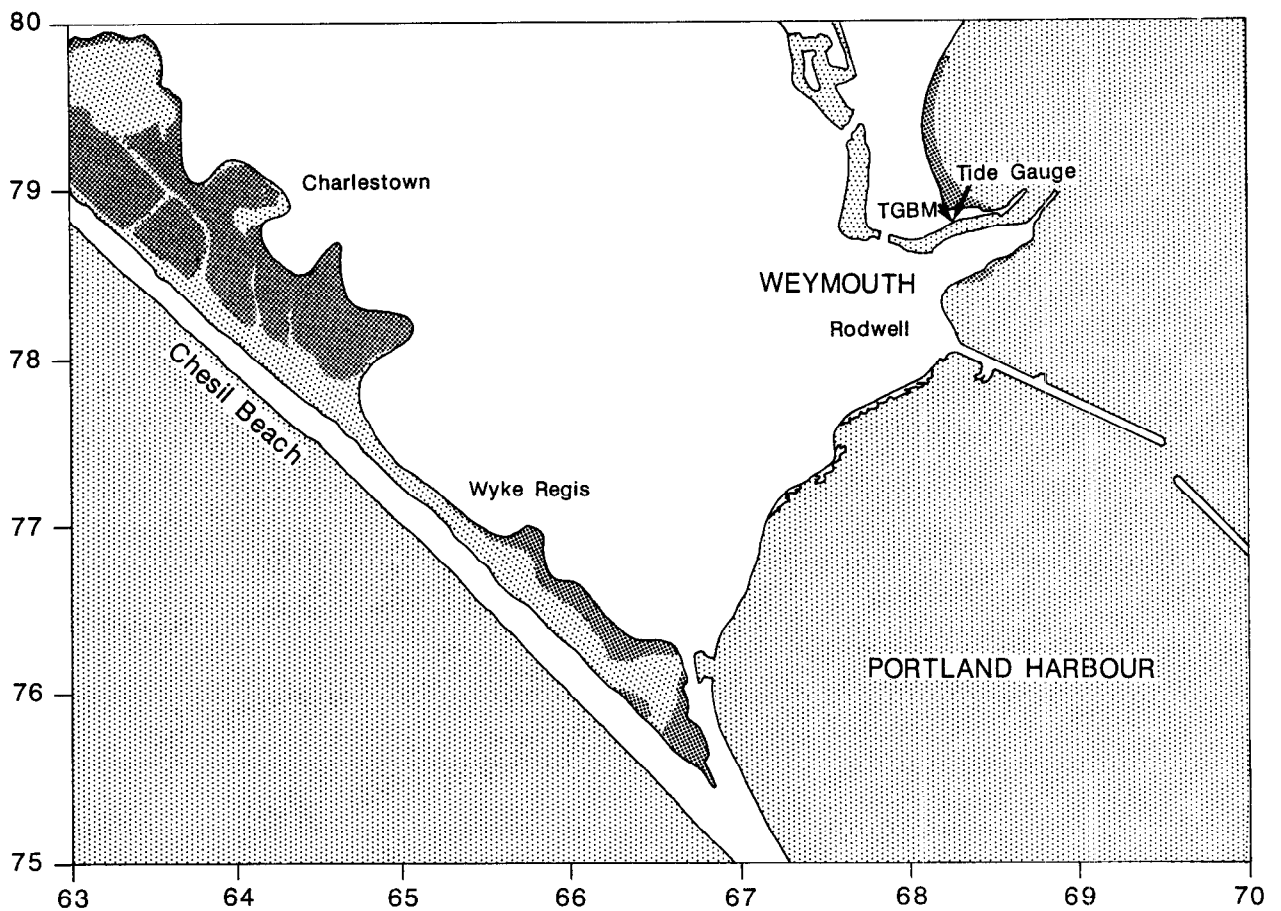 80
79
78
77
76
75
63 64 65 66 67 68 69 70
Charlestown
Tide Gauge
TGBM
WEYMOUTH
Rodwell
Chesil Beach
Wyke Regis
PORTLAND HARBOUR